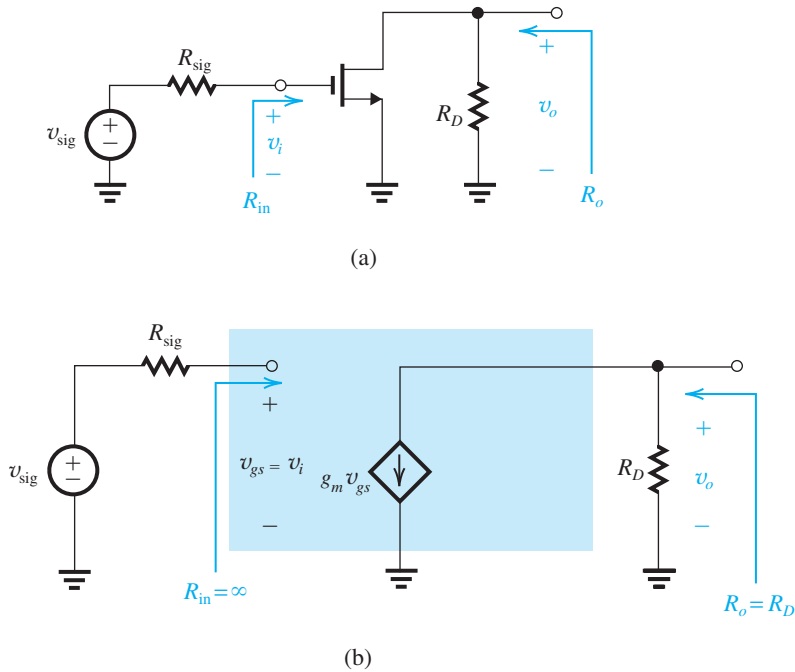 R_sig
v_sig
+
−
+
v_i
−
R_in
R_D
+
v_o
−
R_o
(a)
R_sig
v_sig
+
−
+
v_gs = v_i
−
g_m v_gs
R_in = ∞
R_D
+
v_o
−
R_o = R_D
(b)